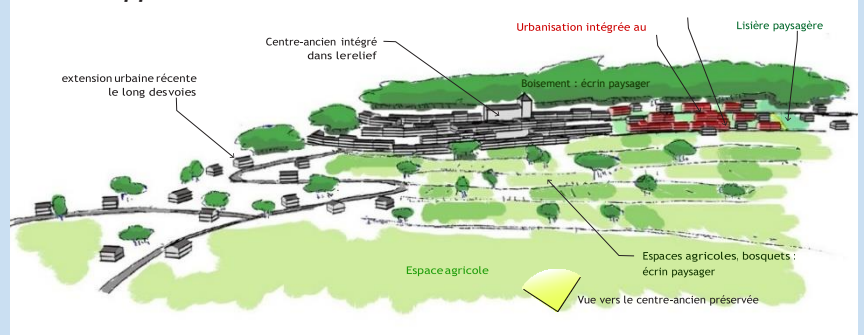 Urbanisation intégrée au
Lisière paysagère
Centre-ancien intégré
dans lerelief
Boisement : écrin paysager
extension urbaine récente
le long desvoies
Espaces agricoles, bosquets :
écrin paysager
Espace agricole
Vue vers le centre-ancien préservée